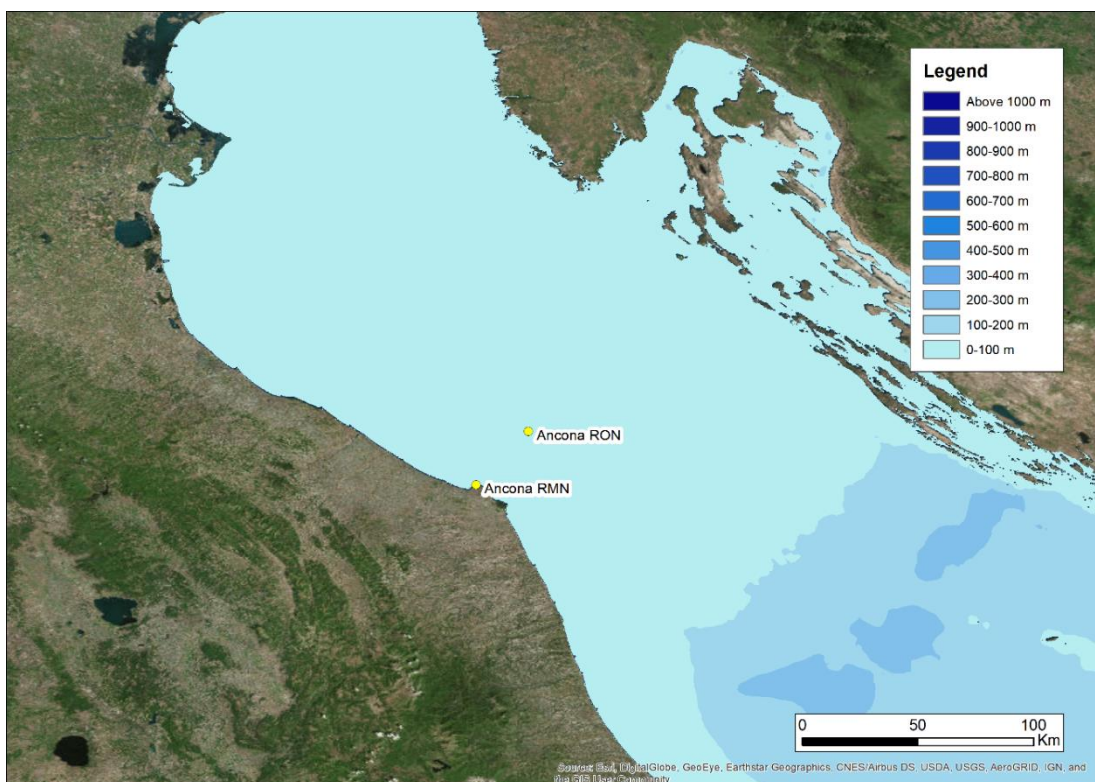 Legend
Above 1000 m
900-1000 m
800-900 m
700-800 m
600-700 m
500-600 m
400-500 m
300-400 m
200-300 m
100-200 m
0-100 m
Ancona RON
Ancona RMN
0 50 100
Km
Sources: Esri, DigitalGlobe, GeoEye, Earthstar Geographics, CNES/Airbus DS, USDA, USGS, AeroGRID, IGN, and
the GIS User Community